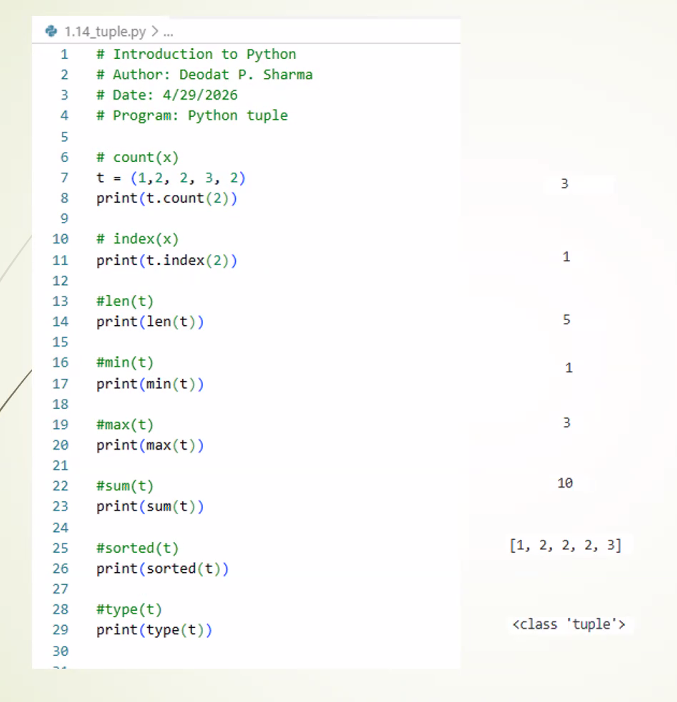 1.14_tuple.py > ...
1 # Introduction to Python
2 # Author: Deodat P. Sharma
3 # Date: 4/29/2026
4 # Program: Python tuple
5
6 # count(x)
7 t = (1,2, 2, 3, 2)
8 print(t.count(2)) 3
9
10 # index(x)
11 print(t.index(2)) 1
12
13 #len(t)
14 print(len(t)) 5
15
16 #min(t)
17 print(min(t)) 1
18
19 #max(t)
20 print(max(t)) 3
21
22 #sum(t)
23 print(sum(t)) 10
24
25 #sorted(t)
26 print(sorted(t)) [1, 2, 2, 2, 3]
27
28 #type(t)
29 print(type(t)) <class 'tuple'>
30